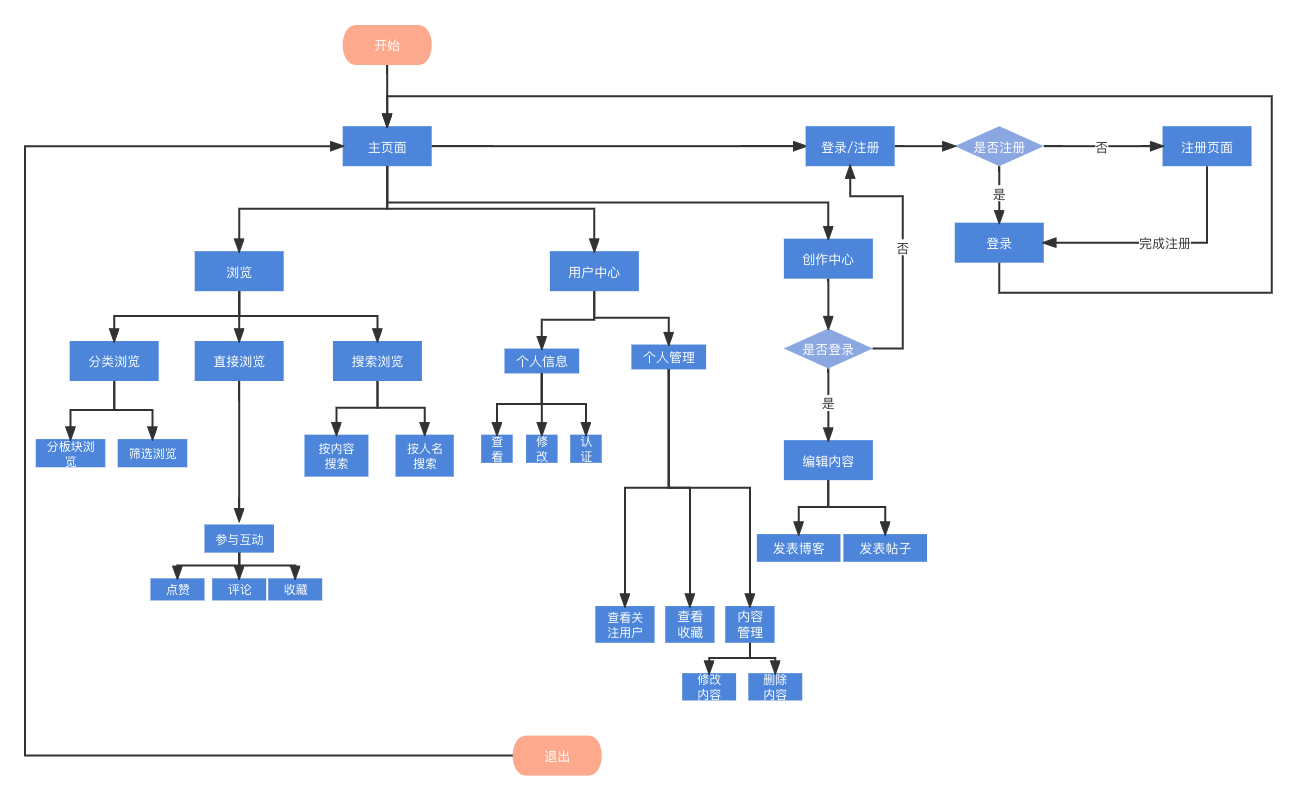 开始
主页面
登录/注册
是否注册
否
注册页面
是
登录
完成注册
浏览
用户中心
创作中心
否
分类浏览
直接浏览
搜索浏览
个人信息
个人管理
是否登录
是
分板块浏
览
筛选浏览
按内容
搜索
按人名
搜索
查
看
修
改
认
证
编辑内容
参与互动
发表博客
发表帖子
点赞
评论
收藏
查看关
注用户
查看
收藏
内容
管理
修改
内容
删除
内容
退出